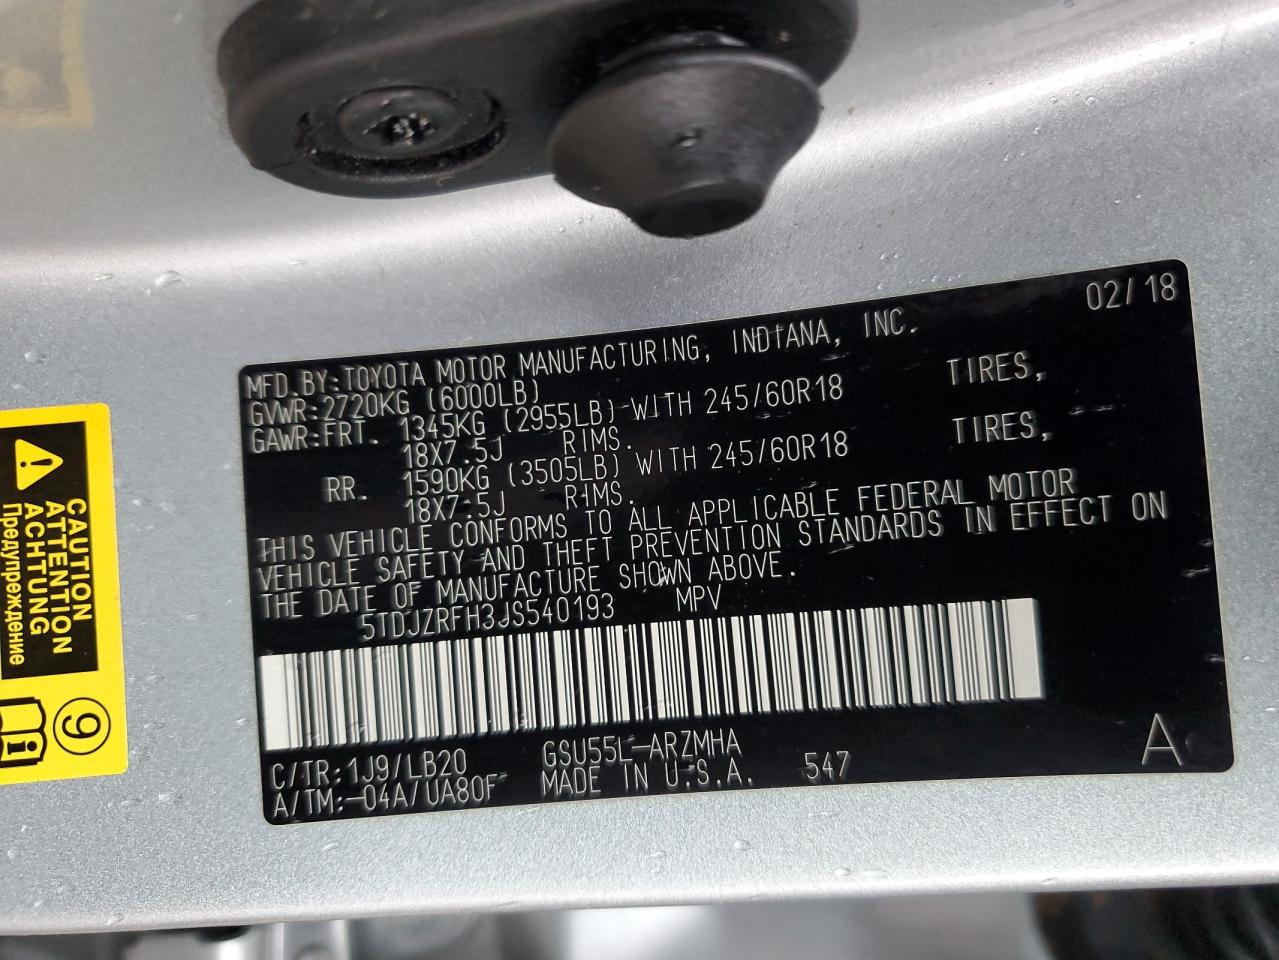 02/18
MFD.BY:TOYOTA MOTOR MANUFACTURING, INDIANA, INC.
GVWR:2720KG (6000LB)
GAWR:FRT. 1345KG (2955LB) WITH 245/60R18 TIRES,
18X7.5J RIMS.
RR. 1590KG (3505LB) WITH 245/60R18 TIRES,
18X7.5J RIMS.
THIS VEHICLE CONFORMS TO ALL APPLICABLE FEDERAL MOTOR
VEHICLE SAFETY AND THEFT PREVENTION STANDARDS IN EFFECT ON
THE DATE OF MANUFACTURE SHOWN ABOVE.
5TDJZRFH3JS540193 MPV
C/TR:1J9/LB20 GSU55L-ARZMHA
A/TM:-04A/UA80F MADE IN U.S.A. 547
A
CAUTION
ATTENTION
ACHTUNG
Предупреждение
9